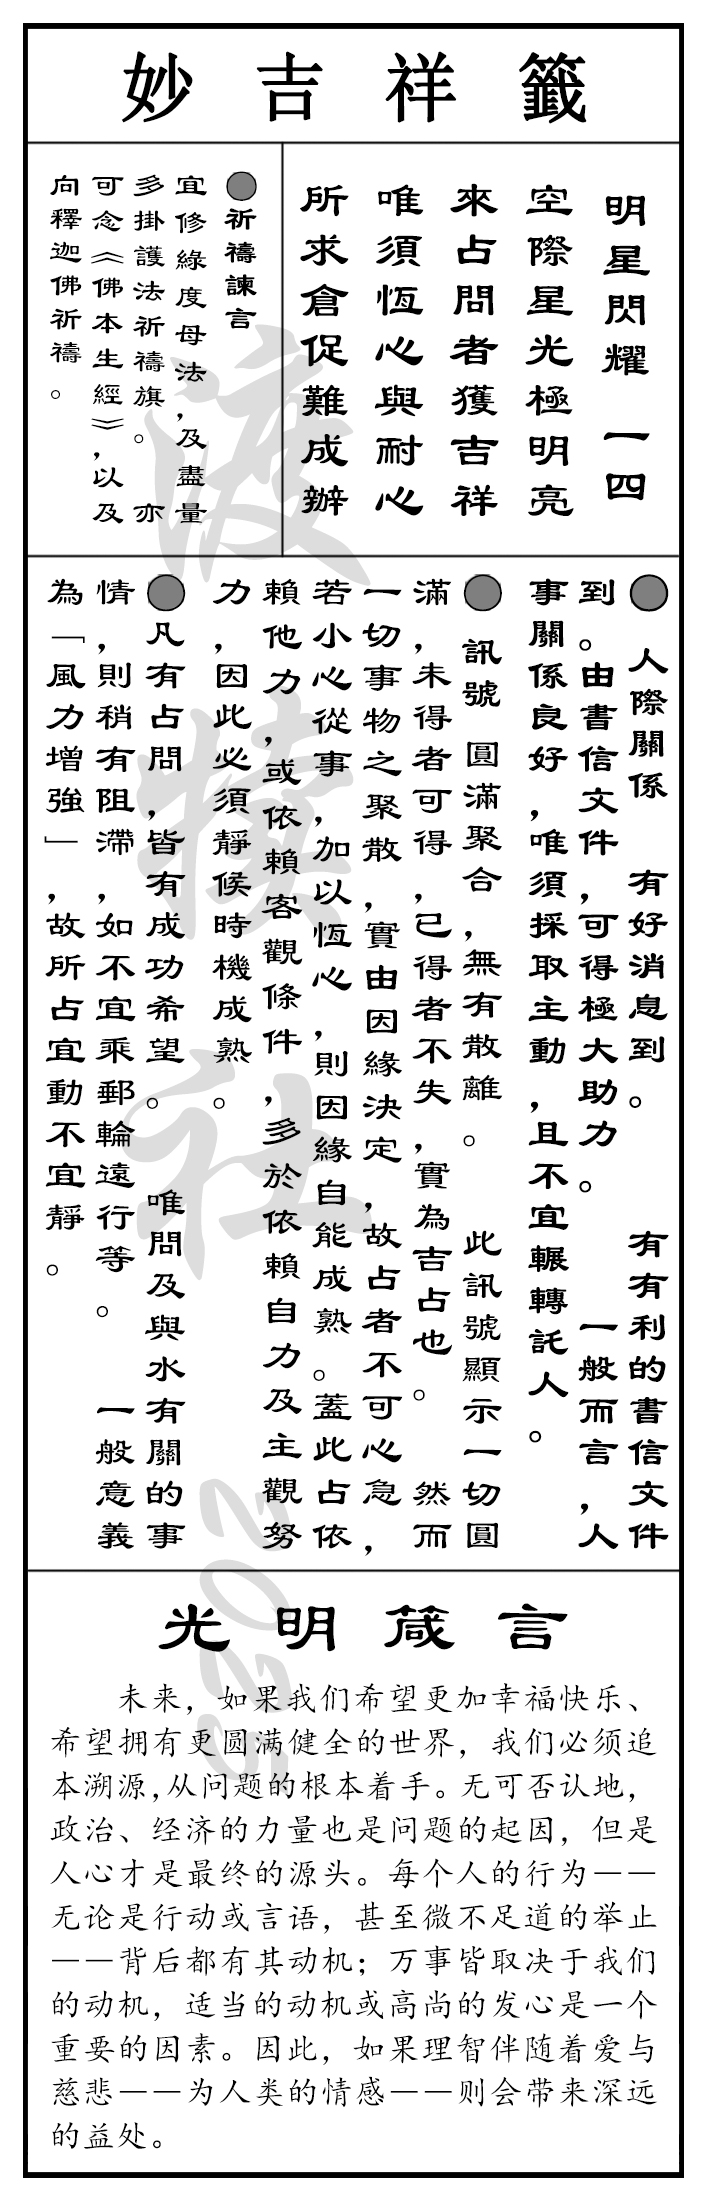 妙吉祥籤
明星閃耀 一四
空際星光極明亮
來占問者獲吉祥
唯須恆心與耐心
所求倉促難成辦
●祈禱諫言
宜修綠度母法,及盡量
多掛護法祈禱旗。亦
可念《佛本生經》,以及
向釋迦佛祈禱。
● 人際關係 有好消息到。 有有利的書信文件
到。由書信文件,可得極大助力。 一般而言,人
事關係良好,唯須採取主動,且不宜輾轉託人。
● 訊號 圓滿聚合,無有散離。 此訊號顯示一切圓
滿,未得者可得,已得者不失,實為吉占也。 然而
一切事物之聚散,實由因緣決定,故占者不可心急,
若小心從事,加以恆心,則因緣自能成熟。蓋此占依
賴他力,或依賴客觀條件,多於依賴自力及主觀努
力,因此必須靜候時機成熟。
●凡有占問,皆有成功希望。 唯問及與水有關的事
情,則稍有阻滯,如不宜乘郵輪遠行等。 一般意義
為「風力增強」,故所占宜動不宜靜。
光明箴言
未来，如果我们希望更加幸福快乐、
希望拥有更圆满健全的世界，我们必须追
本溯源,从问题的根本着手。无可否认地，
政治、经济的力量也是问题的起因，但是
人心才是最终的源头。每个人的行为——
无论是行动或言语，甚至微不足道的举止
——背后都有其动机；万事皆取决于我们
的动机，适当的动机或高尚的发心是一个
重要的因素。因此，如果理智伴随着爱与
慈悲——为人类的情感——则会带来深远
的益处。
渡犊社
2025